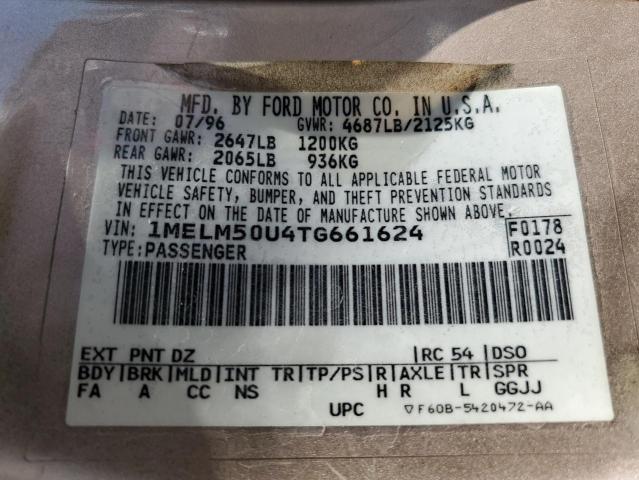 MFD. BY FORD MOTOR CO. IN U.S.A.
DATE: 07/96 GVWR: 4687LB/2125KG
FRONT GAWR: 2647LB 1200KG
REAR GAWR: 2065LB 936KG
THIS VEHICLE CONFORMS TO ALL APPLICABLE FEDERAL MOTOR
VEHICLE SAFETY, BUMPER, AND THEFT PREVENTION STANDARDS
IN EFFECT ON THE DATE OF MANUFACTURE SHOWN ABOVE.
VIN: 1MELM50U4TG661624 F0178
TYPE: PASSENGER R0024
EXT PNT DZ RC 54 DSO
BDY BRK MLD INT TR TP/PS R AXLE TR SPR
FA A CC NS H R L GGJJ
UPC ▽F60B-5420472-AA